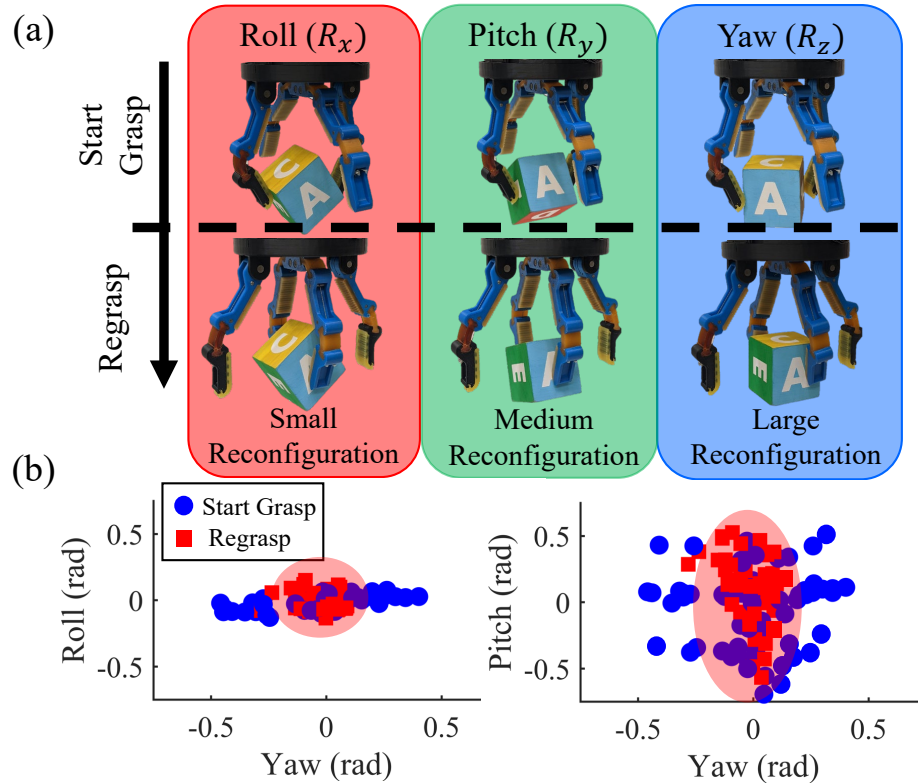 (a)
Roll (Rₓ)
Pitch (R_y)
Yaw (R_z)
Start
Grasp
C
A
A
D
C
A
Regrasp
C
E
A
E
A
C
E
A
Small
Reconfiguration
Medium
Reconfiguration
Large
Reconfiguration
(b)
Start Grasp
Regrasp
Roll (rad)
0.5
0
-0.5
-0.5
0
0.5
Yaw (rad)
Pitch (rad)
0.5
0
-0.5
-0.5
0
0.5
Yaw (rad)